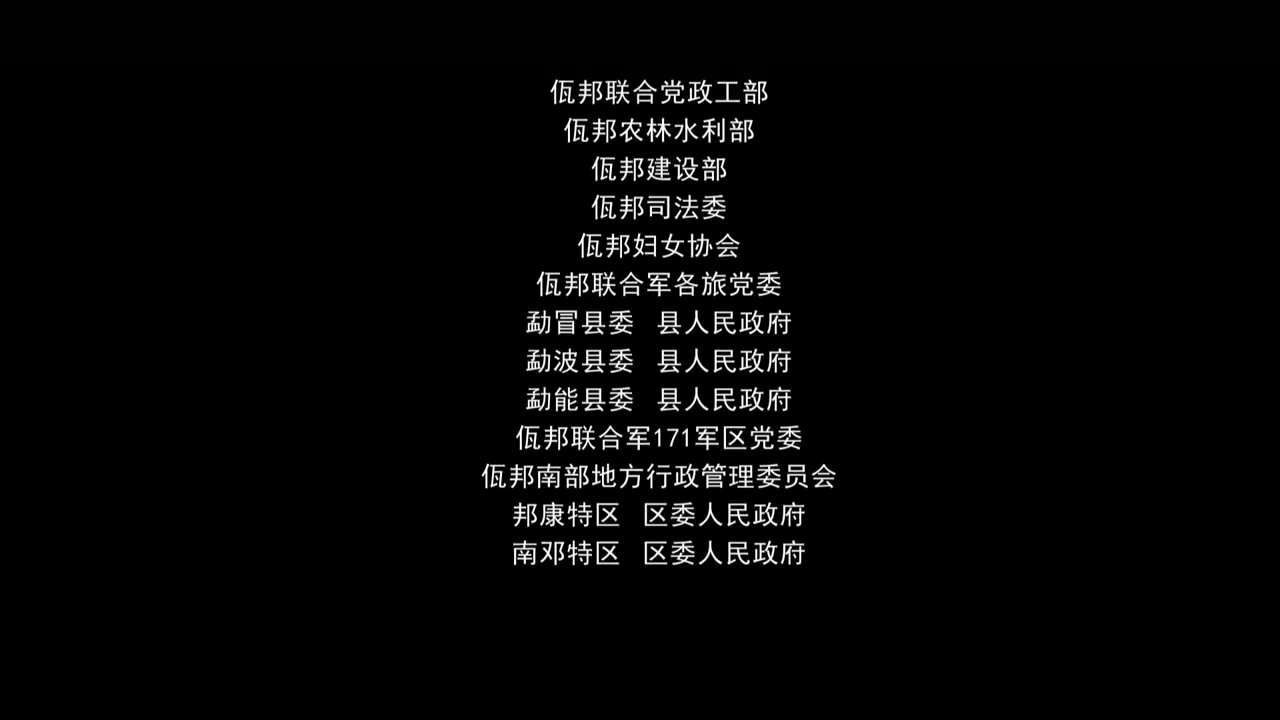 佤邦联合党政工部
佤邦农林水利部
佤邦建设部
佤邦司法委
佤邦妇女协会
佤邦联合军各旅党委
勐冒县委 县人民政府
勐波县委 县人民政府
勐能县委 县人民政府
佤邦联合军171军区党委
佤邦南部地方行政管理委员会
邦康特区 区委人民政府
南邓特区 区委人民政府